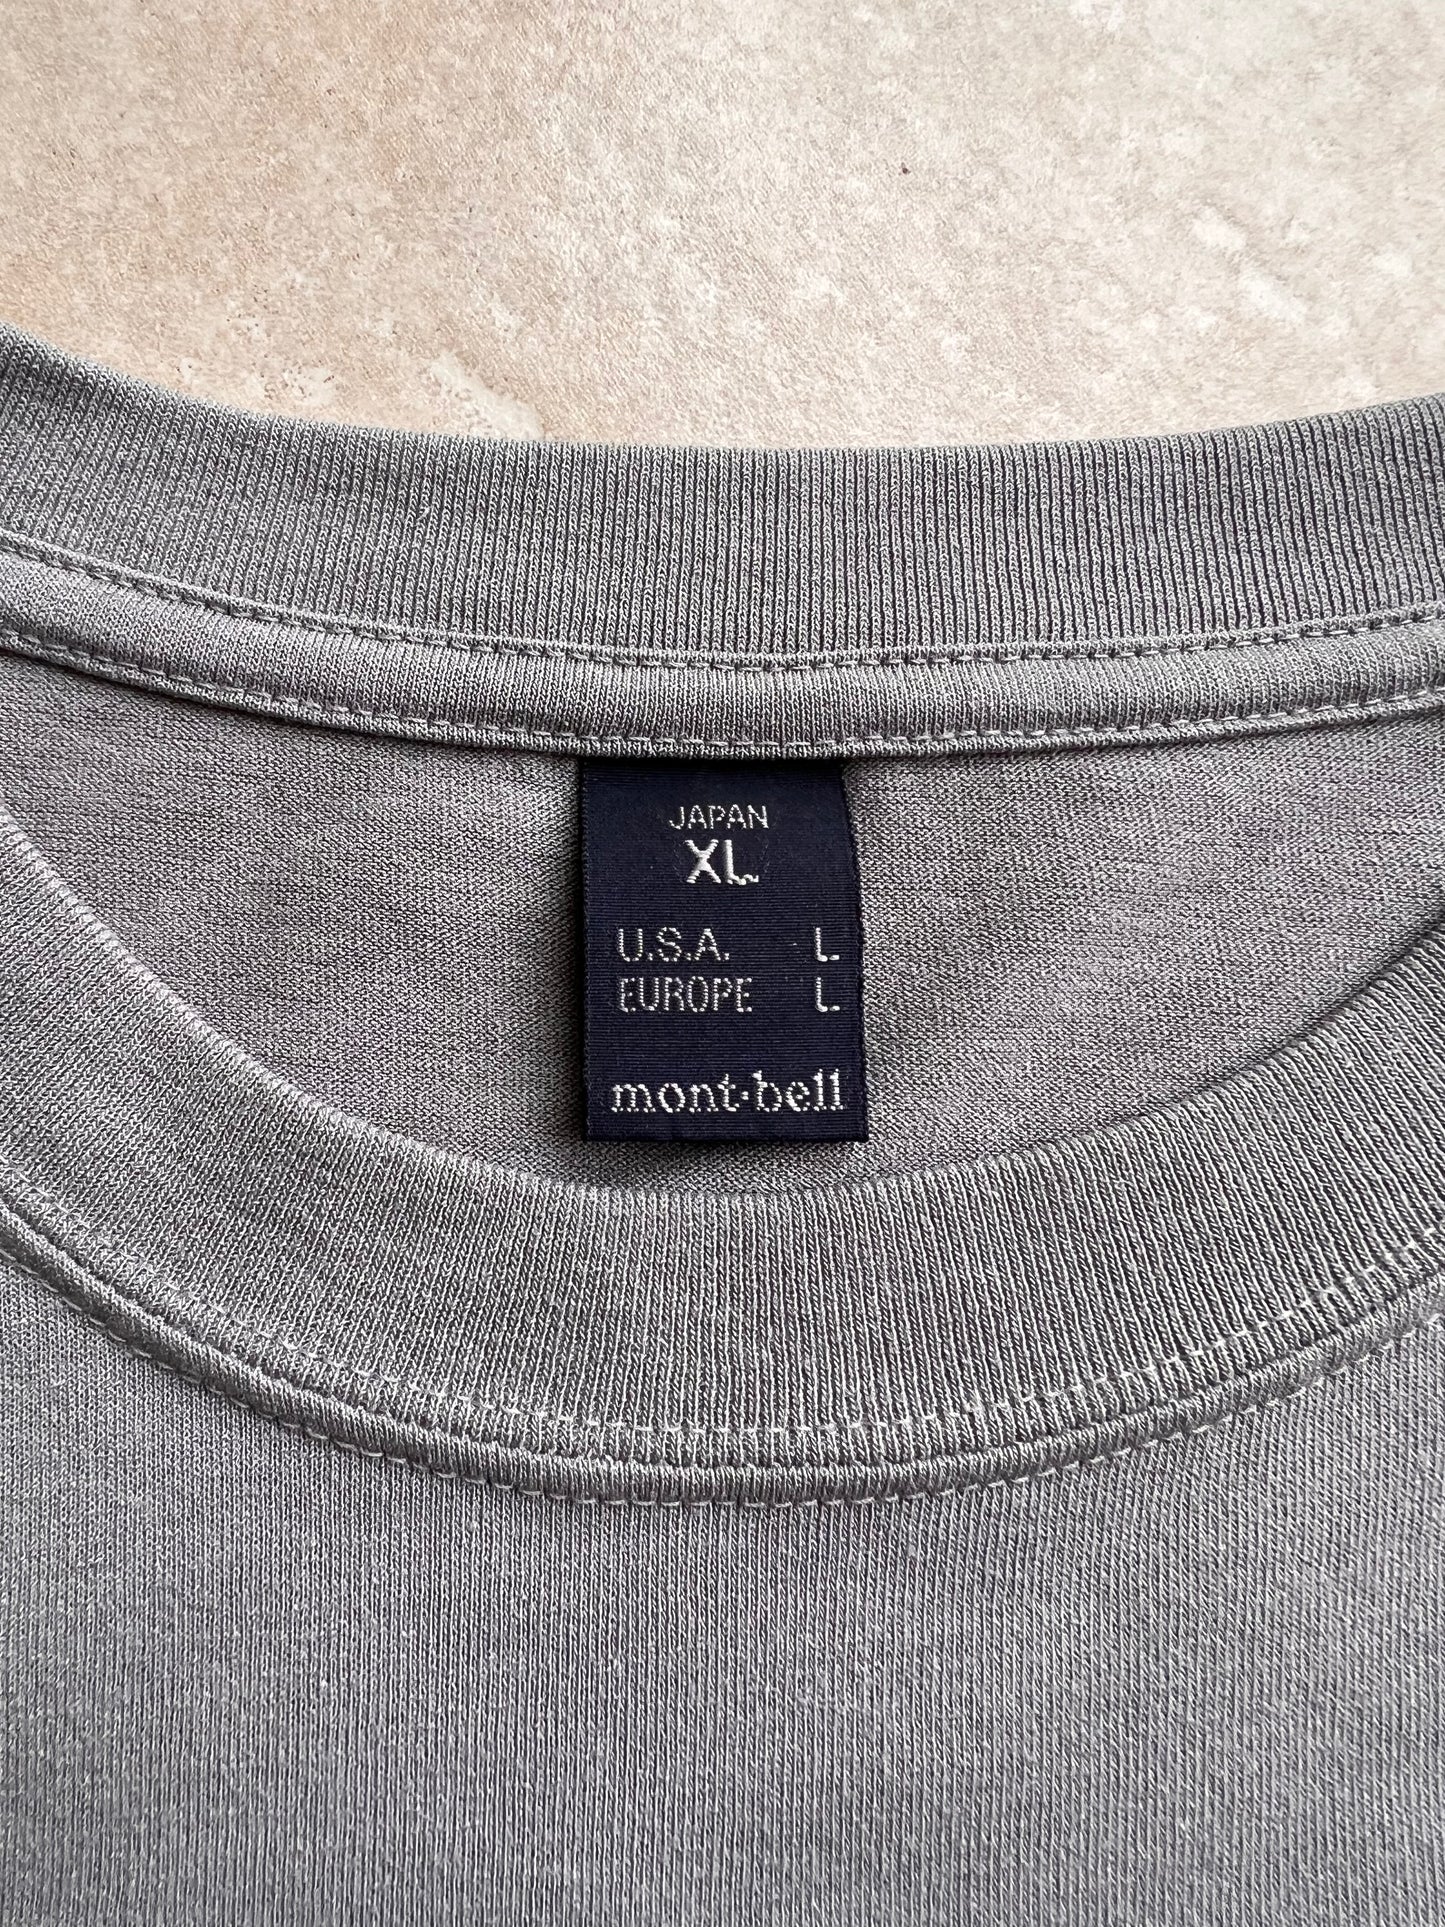 JAPAN
XL
U.S.A. L
EUROPE L
mont·bell